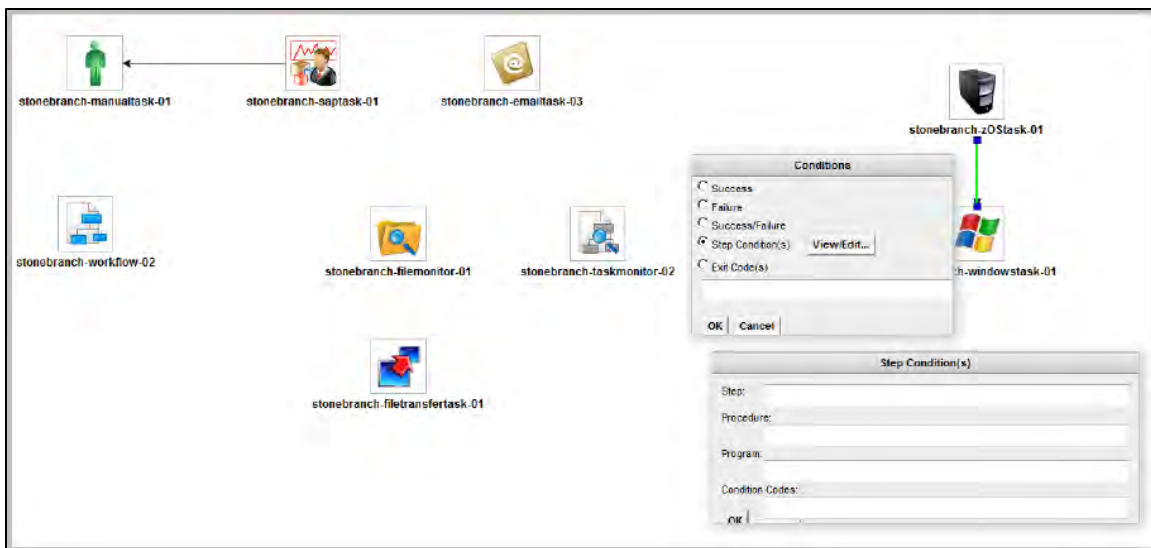 stonebranch-manualtask-01
stonebranch-saptask-01
stonebranch-emailtask-03
stonebranch-zOStask-01
Conditions
Success
Failure
Success/Failure
Step Condition(s) View/Edit...
Exit Code(s)
OK Cancel
stonebranch-workflow-02
stonebranch-filemonitor-01
stonebranch-taskmonitor-02
h-windowstask-01
stonebranch-filetransfertask-01
Step Condition(s)
Step:
Procedure:
Program:
Condition Codes:
OK